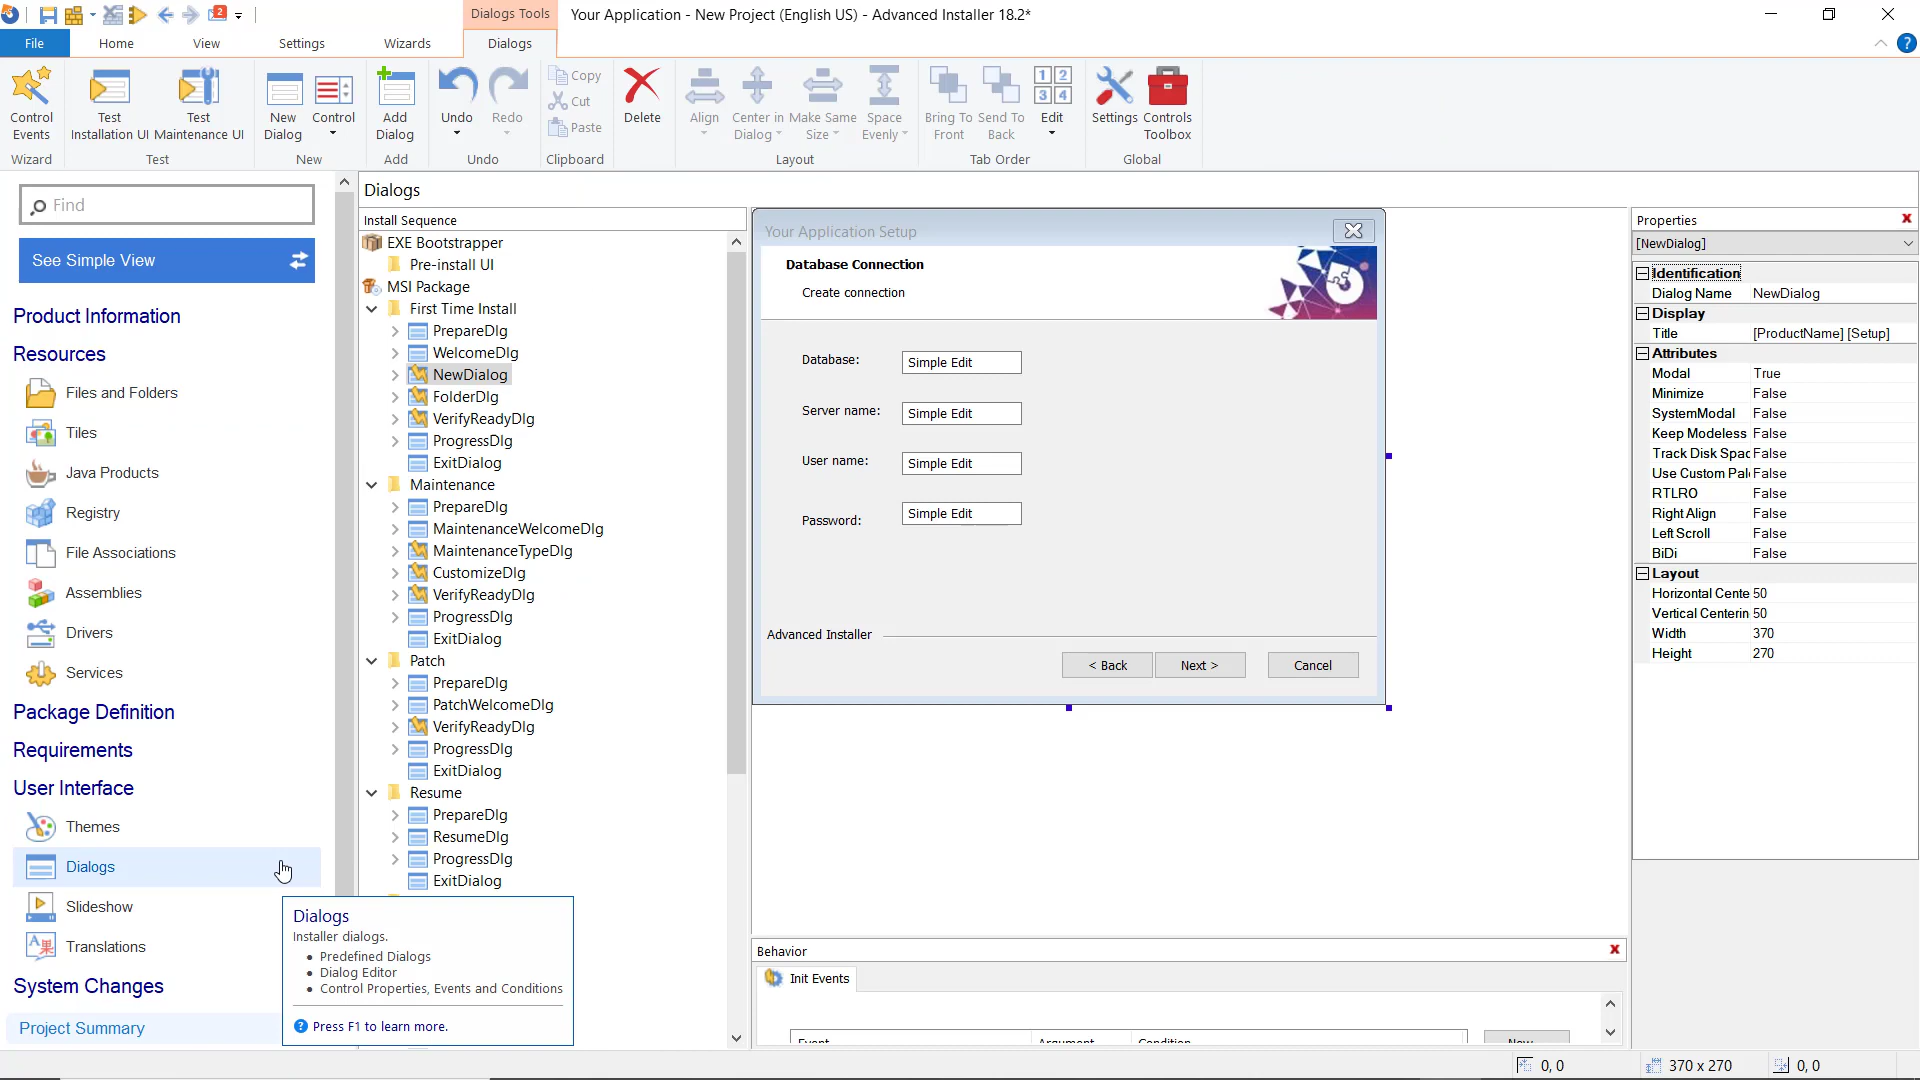 2
Dialogs Tools
Your Application - New Project (English US) - Advanced Installer 18.2*
File
Home
View
Settings
Wizards
Dialogs
?
Control Events
Wizard
Test Installation UI
Test Maintenance UI
Test
New Dialog
Control
New
Add Dialog
Add
Undo
Redo
Undo
Copy
Cut
Paste
Clipboard
Delete
Align
Center in Dialog
Make Same Size
Space Evenly
Layout
Bring To Front
Send To Back
1 2
3 4
Edit
Tab Order
Settings
Controls Toolbox
Global
Find
See Simple View
Product Information
Resources
Files and Folders
Tiles
Java Products
Registry
File Associations
Assemblies
Drivers
Services
Package Definition
Requirements
User Interface
Themes
Dialogs
Slideshow
Translations
System Changes
Project Summary
Dialogs
Install Sequence
EXE Bootstrapper
Pre-install UI
MSI Package
First Time Install
PrepareDlg
WelcomeDlg
NewDialog
FolderDlg
VerifyReadyDlg
ProgressDlg
ExitDialog
Maintenance
PrepareDlg
MaintenanceWelcomeDlg
MaintenanceTypeDlg
CustomizeDlg
VerifyReadyDlg
ProgressDlg
ExitDialog
Patch
PrepareDlg
PatchWelcomeDlg
VerifyReadyDlg
ProgressDlg
ExitDialog
Resume
PrepareDlg
ResumeDlg
ProgressDlg
ExitDialog
Dialogs
Installer dialogs.
• Predefined Dialogs
• Dialog Editor
• Control Properties, Events and Conditions
? Press F1 to learn more.
Your Application Setup
Database Connection
Create connection
Database: Simple Edit
Server name: Simple Edit
User name: Simple Edit
Password: Simple Edit
Advanced Installer
< Back
Next >
Cancel
Behavior
Init Events
Event Argument Condition
New
Properties
[NewDialog]
Identification
Dialog Name NewDialog
Display
Title [ProductName] [Setup]
Attributes
Modal True
Minimize False
SystemModal False
Keep Modeless False
Track Disk Spac False
Use Custom Pal False
RTLRO False
Right Align False
Left Scroll False
BiDi False
Layout
Horizontal Cente 50
Vertical Centerin 50
Width 370
Height 270
0, 0
370 x 270
0, 0